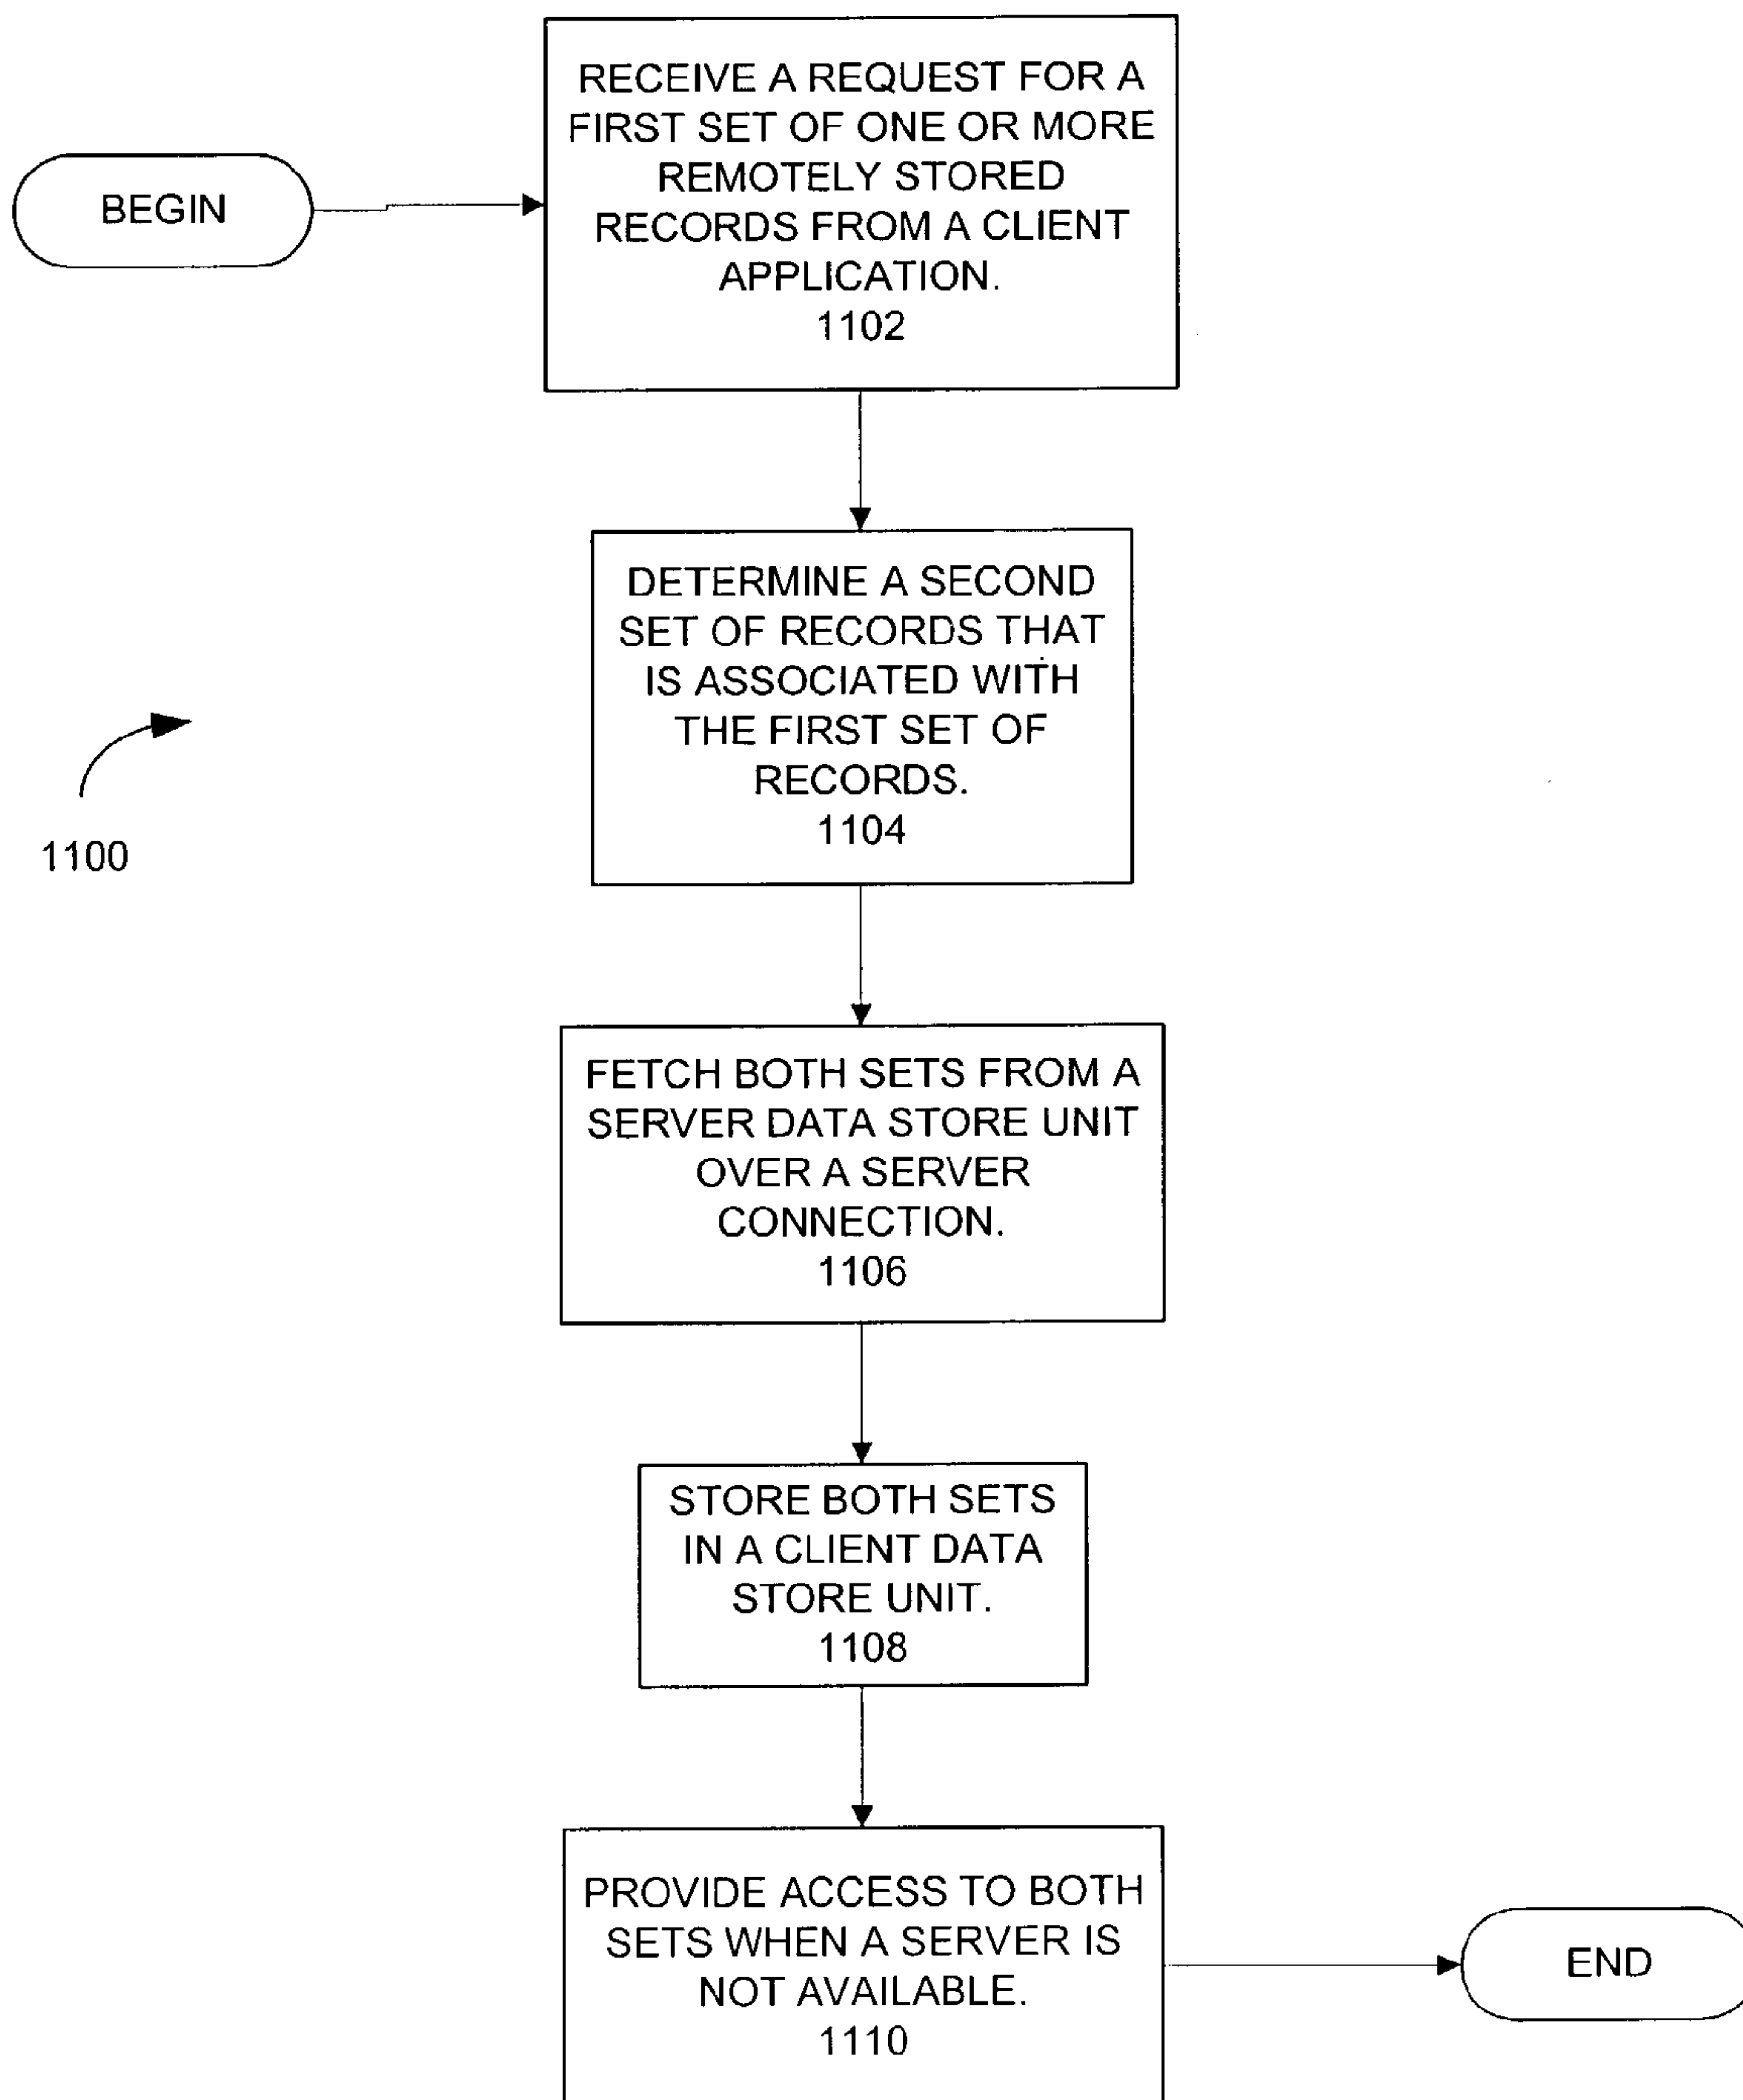 BEGIN
RECEIVE A REQUEST FOR A
FIRST SET OF ONE OR MORE
REMOTELY STORED
RECORDS FROM A CLIENT
APPLICATION.
1102
DETERMINE A SECOND
SET OF RECORDS THAT
IS ASSOCIATED WITH
THE FIRST SET OF
RECORDS.
1104
1100
FETCH BOTH SETS FROM A
SERVER DATA STORE UNIT
OVER A SERVER
CONNECTION.
1106
STORE BOTH SETS
IN A CLIENT DATA
STORE UNIT.
1108
PROVIDE ACCESS TO BOTH
SETS WHEN A SERVER IS
NOT AVAILABLE.
1110
END